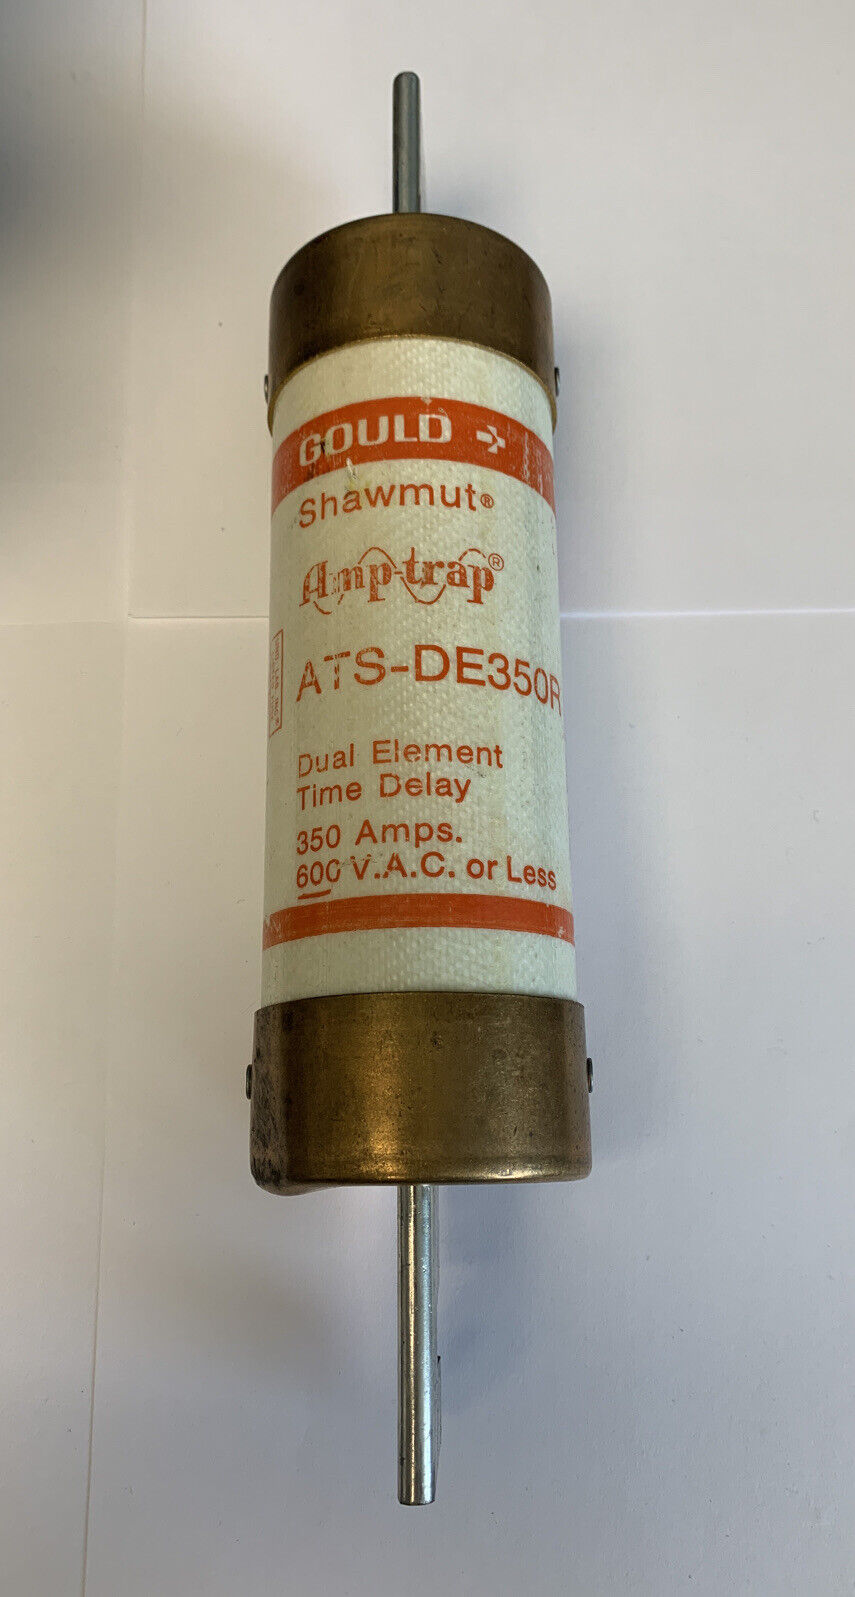 GOULD
Shawmut®
Amp-trap®
ATS-DE350R
Dual Element
Time Delay
350 Amps.
600 V.A.C. or Less